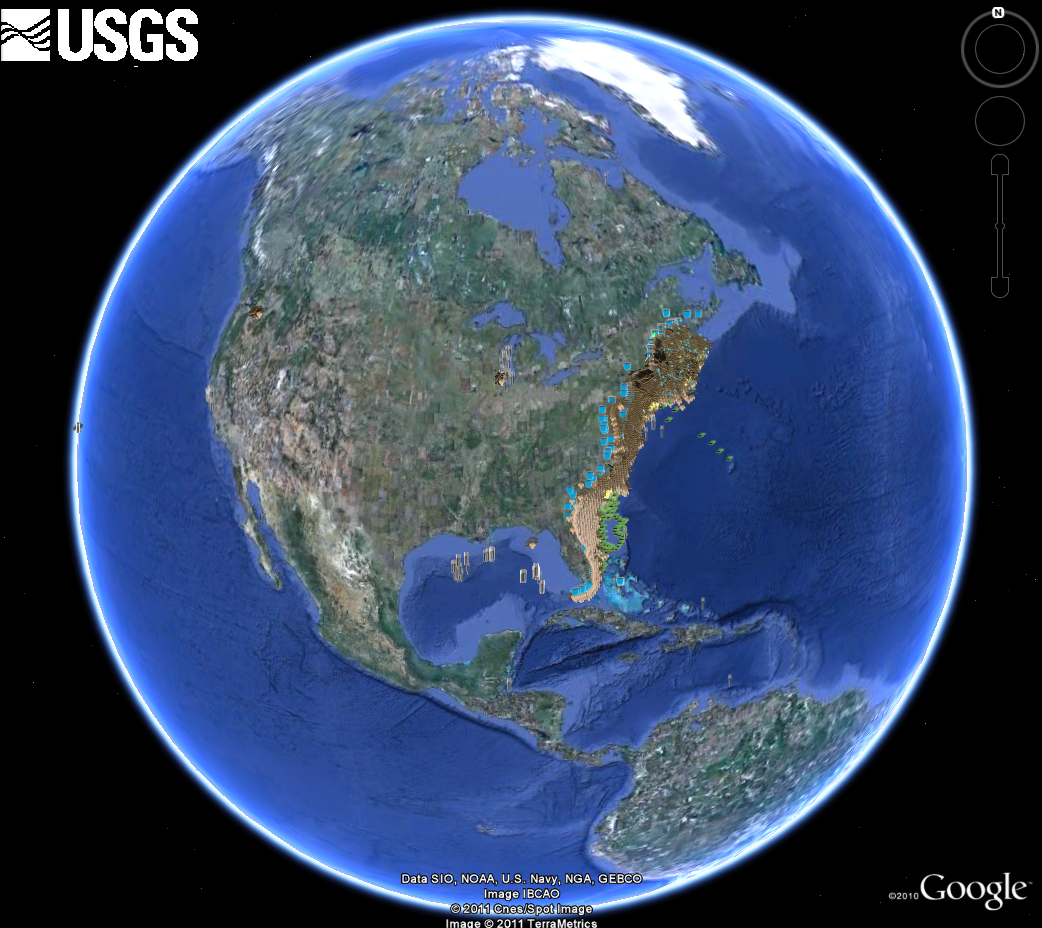 USGS
N
Data SIO, NOAA, U.S. Navy, NGA, GEBCO
Image IBCAO
© 2011 Cnes/Spot Image
Image © 2011 TerraMetrics
©2010 Google